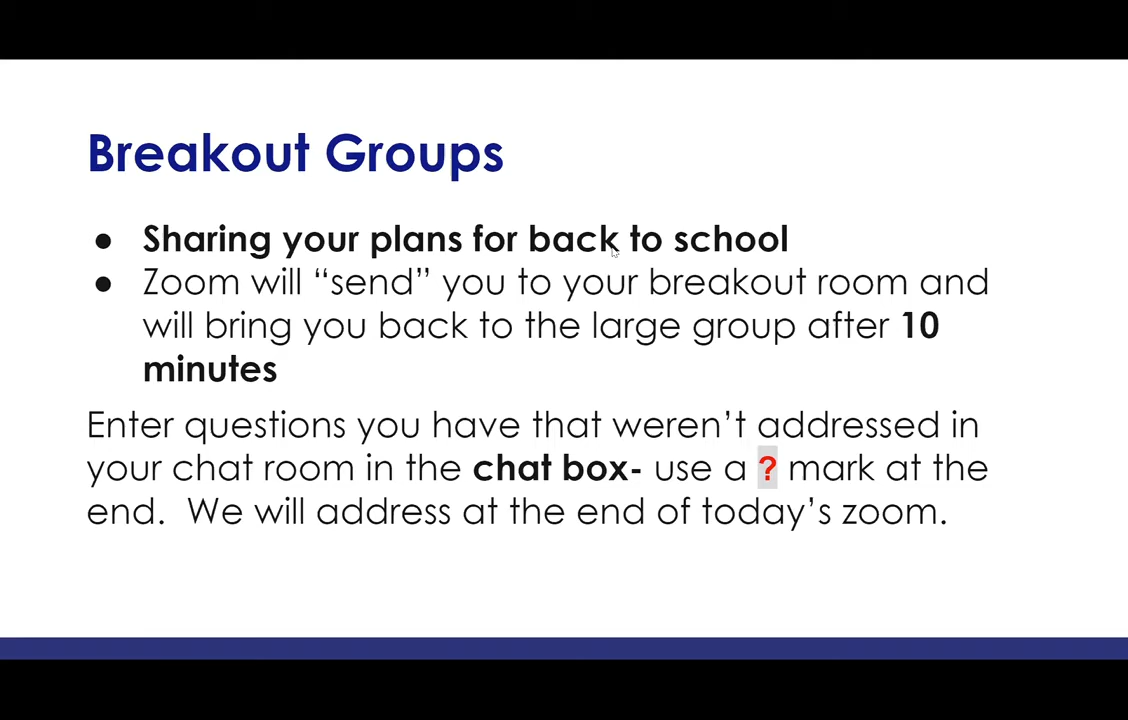 Breakout Groups
● Sharing your plans for back to school
● Zoom will “send” you to your breakout room and
will bring you back to the large group after 10
minutes
Enter questions you have that weren’t addressed in
your chat room in the chat box- use a ? mark at the
end.  We will address at the end of today’s zoom.